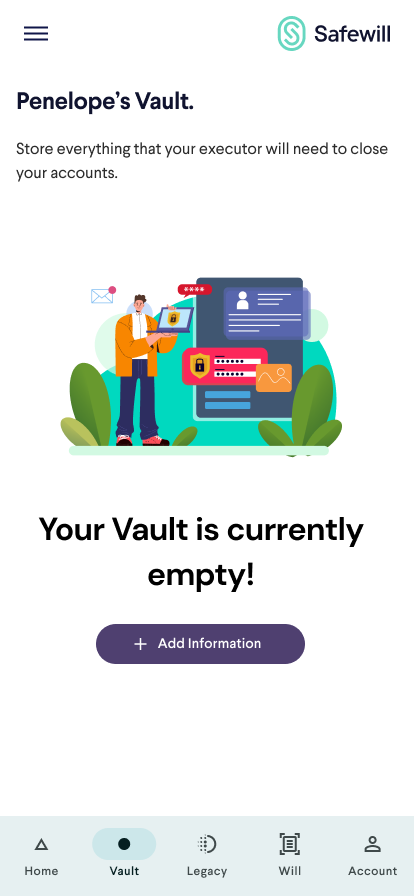 Safewill
Penelope’s Vault.
Store everything that your executor will need to close
your accounts.
****
Your Vault is currently
empty!
Add Information
Home
Vault
Legacy
Will
Account